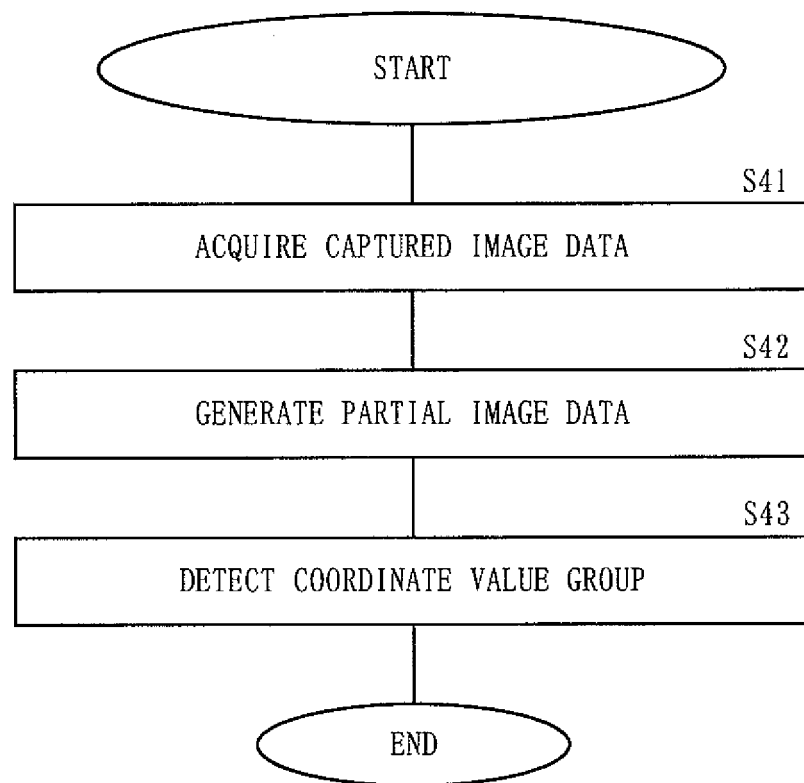 START
S41
ACQUIRE CAPTURED IMAGE DATA
S42
GENERATE PARTIAL IMAGE DATA
S43
DETECT COORDINATE VALUE GROUP
END